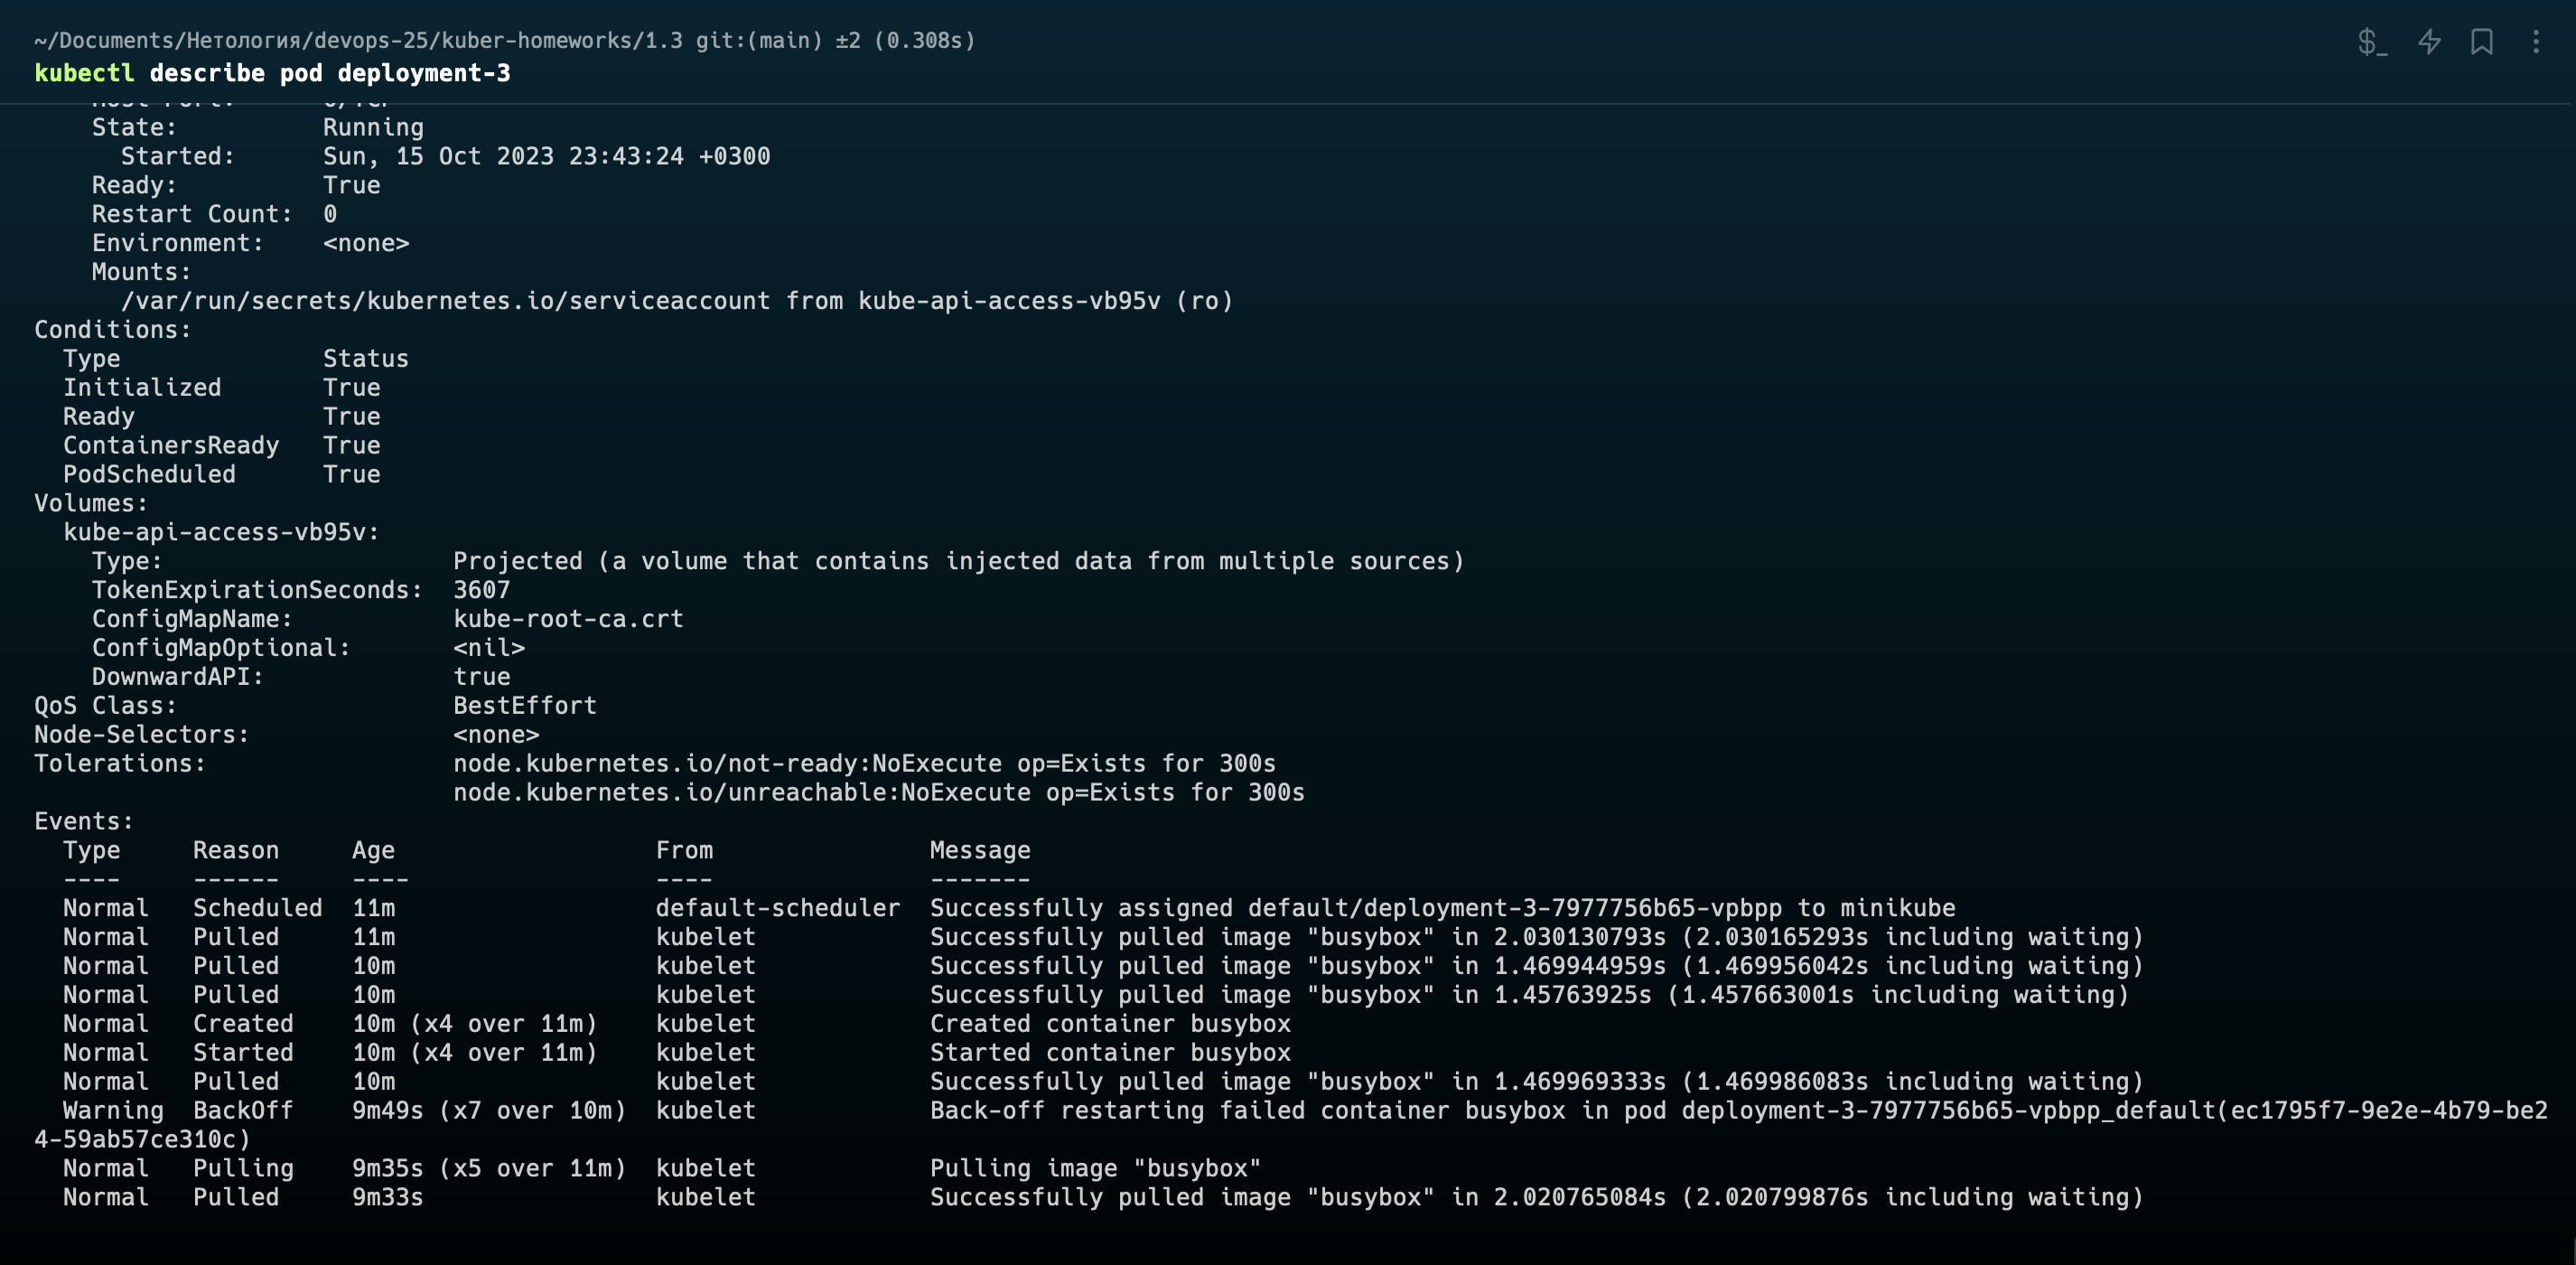 ~/Documents/Нетология/devops-25/kuber-homeworks/1.3 git:(main) ±2 (0.308s)
kubectl describe pod deployment-3
    State:          Running
      Started:      Sun, 15 Oct 2023 23:43:24 +0300
    Ready:          True
    Restart Count:  0
    Environment:    <none>
    Mounts:
      /var/run/secrets/kubernetes.io/serviceaccount from kube-api-access-vb95v (ro)
Conditions:
  Type              Status
  Initialized       True
  Ready             True
  ContainersReady   True
  PodScheduled      True
Volumes:
  kube-api-access-vb95v:
    Type:                    Projected (a volume that contains injected data from multiple sources)
    TokenExpirationSeconds:  3607
    ConfigMapName:           kube-root-ca.crt
    ConfigMapOptional:       <nil>
    DownwardAPI:             true
QoS Class:                   BestEffort
Node-Selectors:              <none>
Tolerations:                 node.kubernetes.io/not-ready:NoExecute op=Exists for 300s
                             node.kubernetes.io/unreachable:NoExecute op=Exists for 300s
Events:
  Type     Reason     Age                  From               Message
  ----     ------     ----                 ----               -------
  Normal   Scheduled  11m                  default-scheduler  Successfully assigned default/deployment-3-7977756b65-vpbpp to minikube
  Normal   Pulled     11m                  kubelet            Successfully pulled image "busybox" in 2.030130793s (2.030165293s including waiting)
  Normal   Pulled     10m                  kubelet            Successfully pulled image "busybox" in 1.469944959s (1.469956042s including waiting)
  Normal   Pulled     10m                  kubelet            Successfully pulled image "busybox" in 1.45763925s (1.457663001s including waiting)
  Normal   Created    10m (x4 over 11m)    kubelet            Created container busybox
  Normal   Started    10m (x4 over 11m)    kubelet            Started container busybox
  Normal   Pulled     10m                  kubelet            Successfully pulled image "busybox" in 1.469969333s (1.469986083s including waiting)
  Warning  BackOff    9m49s (x7 over 10m)  kubelet            Back-off restarting failed container busybox in pod deployment-3-7977756b65-vpbpp_default(ec1795f7-9e2e-4b79-be2
4-59ab57ce310c)
  Normal   Pulling    9m35s (x5 over 11m)  kubelet            Pulling image "busybox"
  Normal   Pulled     9m33s                kubelet            Successfully pulled image "busybox" in 2.020765084s (2.020799876s including waiting)